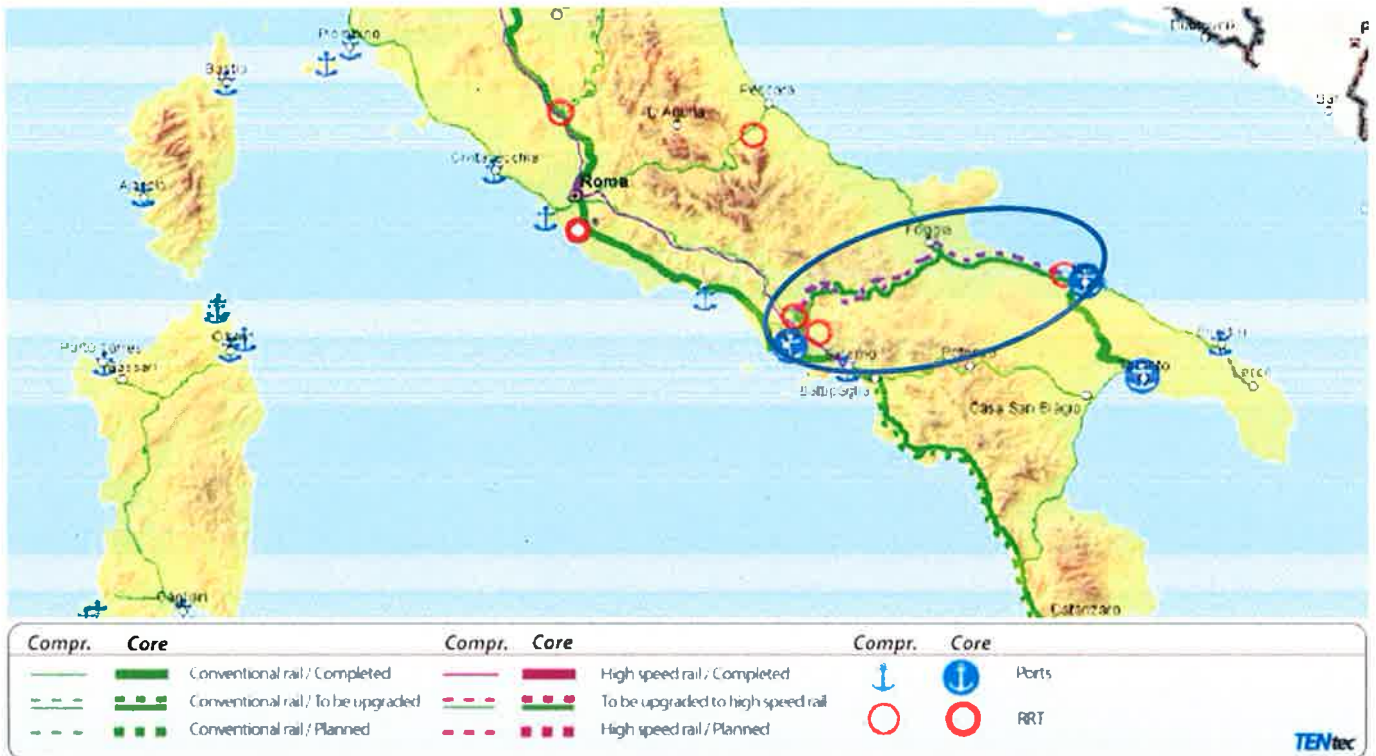 Piombino
Bastia
Pescara
L'Aquila
Civitavecchia
Ajaccio
Roma
Foggia
Porto Torres
Sassari
Salerno
Potenza
Taranto
Lecce
Battipaglia
Casa San Biagio
Cagliari
Catanzaro
Compr. Core Compr. Core Compr. Core
Conventional rail / Completed High speed rail / Completed Ports
Conventional rail / To be upgraded To be upgraded to high speed rail
Conventional rail / Planned High speed rail / Planned RRT
TENtec